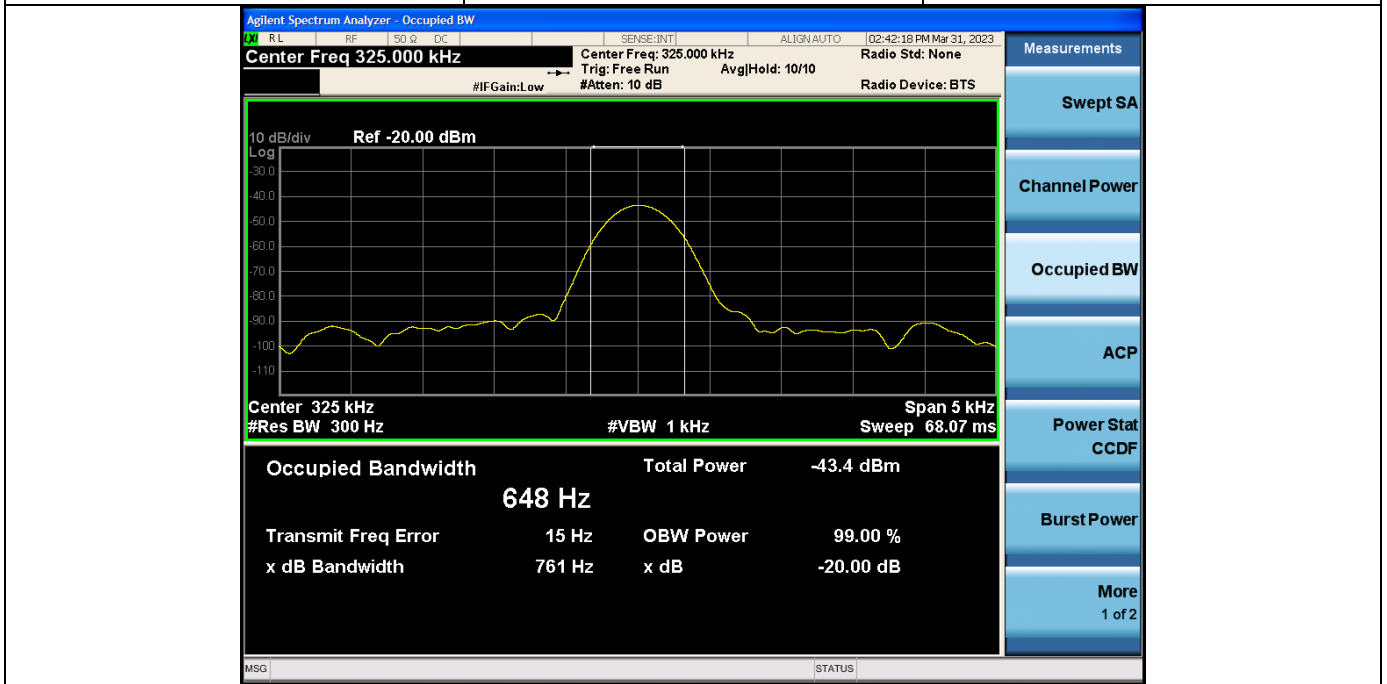 Agilent Spectrum Analyzer - Occupied BW
LXI RL RF 50 Ω DC SENSE:INT ALIGN AUTO 02:42:18 PM Mar 31, 2023
Center Freq 325.000 kHz Center Freq: 325.000 kHz Radio Std: None
Trig: Free Run Avg|Hold: 10/10
#IFGain:Low #Atten: 10 dB Radio Device: BTS
10 dB/div Ref -20.00 dBm
Log
-30.0
-40.0
-50.0
-60.0
-70.0
-80.0
-90.0
-100
-110
Center 325 kHz Span 5 kHz
#Res BW 300 Hz #VBW 1 kHz Sweep 68.07 ms
Occupied Bandwidth Total Power -43.4 dBm
648 Hz
Transmit Freq Error 15 Hz OBW Power 99.00 %
x dB Bandwidth 761 Hz x dB -20.00 dB
MSG STATUS
Measurements
Swept SA
Channel Power
Occupied BW
ACP
Power Stat
CCDF
Burst Power
More
1 of 2